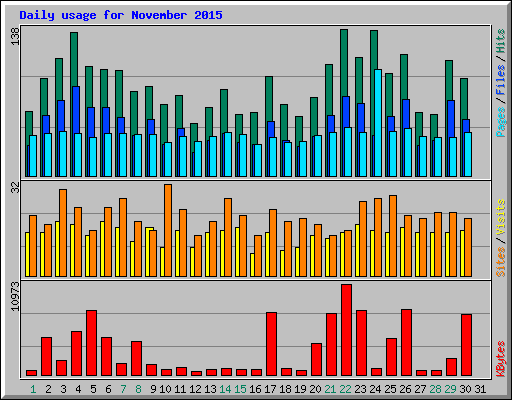 Daily usage for November 2015
138
Pages / Files / Hits
32
Sites / Visits
10973
KBytes
1 2 3 4 5 6 7 8 9 10 11 12 13 14 15 16 17 18 19 20 21 22 23 24 25 26 27 28 29 30 31